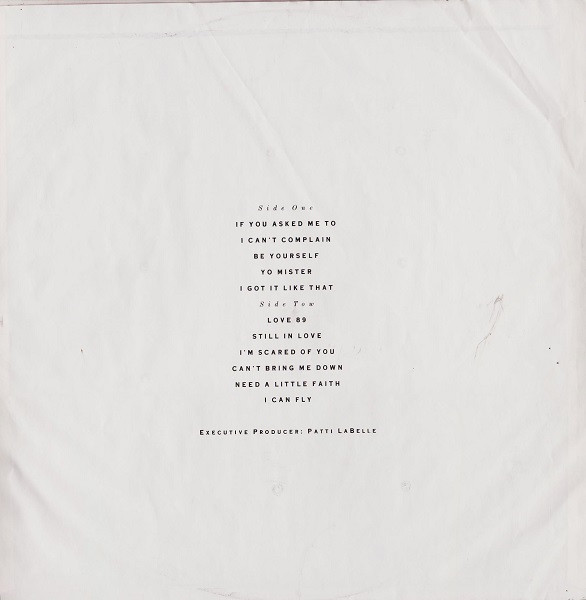 Side One
IF YOU ASKED ME TO
I CAN'T COMPLAIN
BE YOURSELF
YO MISTER
I GOT IT LIKE THAT
Side Tow
LOVE 89
STILL IN LOVE
I'M SCARED OF YOU
CAN'T BRING ME DOWN
NEED A LITTLE FAITH
I CAN FLY
EXECUTIVE PRODUCER: PATTI LABELLE